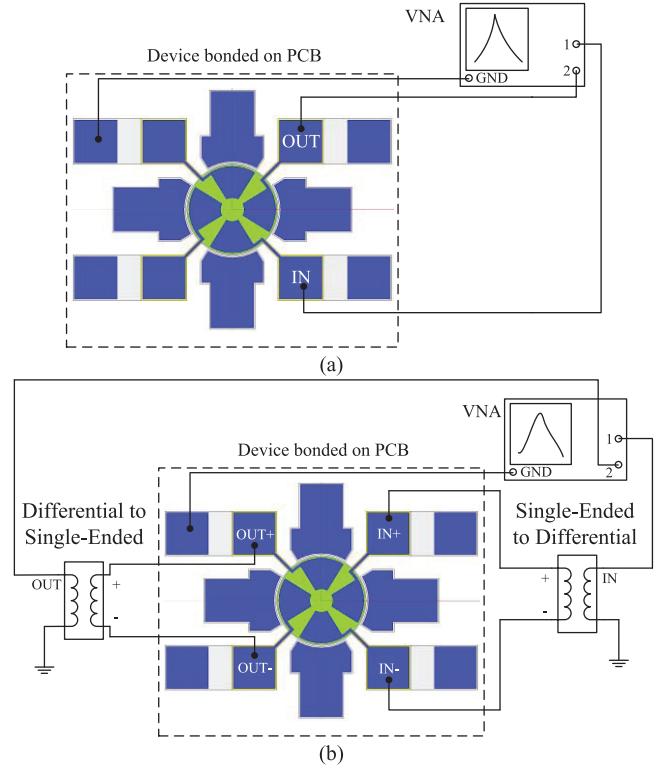 VNA
1
2
GND
Device bonded on PCB
OUT
IN
(a)
VNA
1
2
GND
Device bonded on PCB
Differential to
Single-Ended
Single-Ended
to Differential
OUT+
IN+
OUT
+
-
+
-
IN
OUT-
IN-
(b)